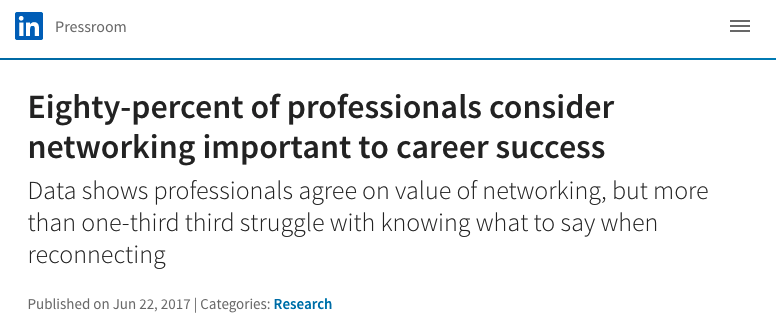 in Pressroom
Eighty-percent of professionals consider
networking important to career success
Data shows professionals agree on value of networking, but more
than one-third third struggle with knowing what to say when
reconnecting
Published on Jun 22, 2017 | Categories: Research